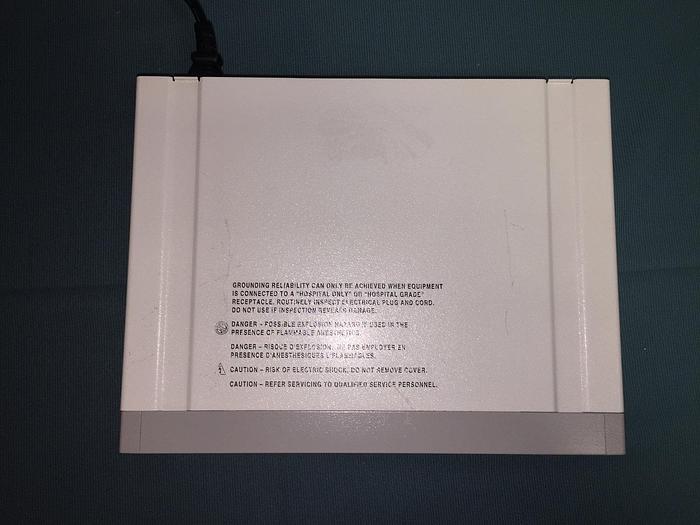 GROUNDING RELIABILITY CAN ONLY BE ACHIEVED WHEN EQUIPMENT
IS CONNECTED TO A "HOSPITAL ONLY" OR "HOSPITAL GRADE"
RECEPTACLE. ROUTINELY INSPECT ELECTRICAL PLUG AND CORD.
DO NOT USE IF INSPECTION REVEALS DAMAGE.
DANGER - POSSIBLE EXPLOSION HAZARD IF USED IN THE
PRESENCE OF FLAMMABLE ANESTHETICS.
DANGER - RISQUE D'EXPLOSION. NE PAS EMPLOYER EN
PRESENCE D'ANESTHESIQUES INFLAMMABLES.
CAUTION - RISK OF ELECTRIC SHOCK. DO NOT REMOVE COVER.
CAUTION - REFER SERVICING TO QUALIFIED SERVICE PERSONNEL.